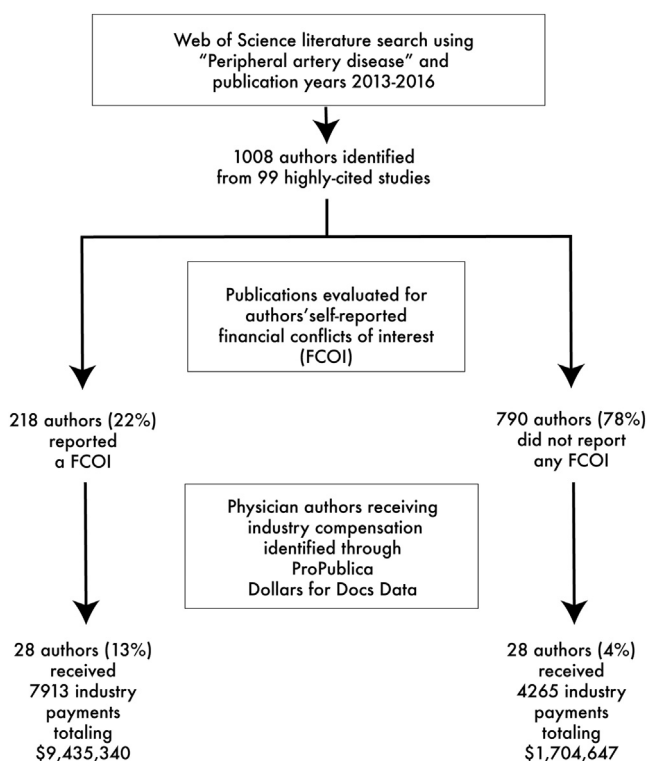 Web of Science literature search using
“Peripheral artery disease” and
publication years 2013-2016
1008 authors identified
from 99 highly-cited studies
Publications evaluated for
authors’self-reported
financial conflicts of interest
(FCOI)
218 authors (22%)
reported
a FCOI
790 authors (78%)
did not report
any FCOI
Physician authors receiving
industry compensation
identified through
ProPublica
Dollars for Docs Data
28 authors (13%)
received
7913 industry
payments
totaling
$9,435,340
28 authors (4%)
received
4265 industry
payments
totaling
$1,704,647